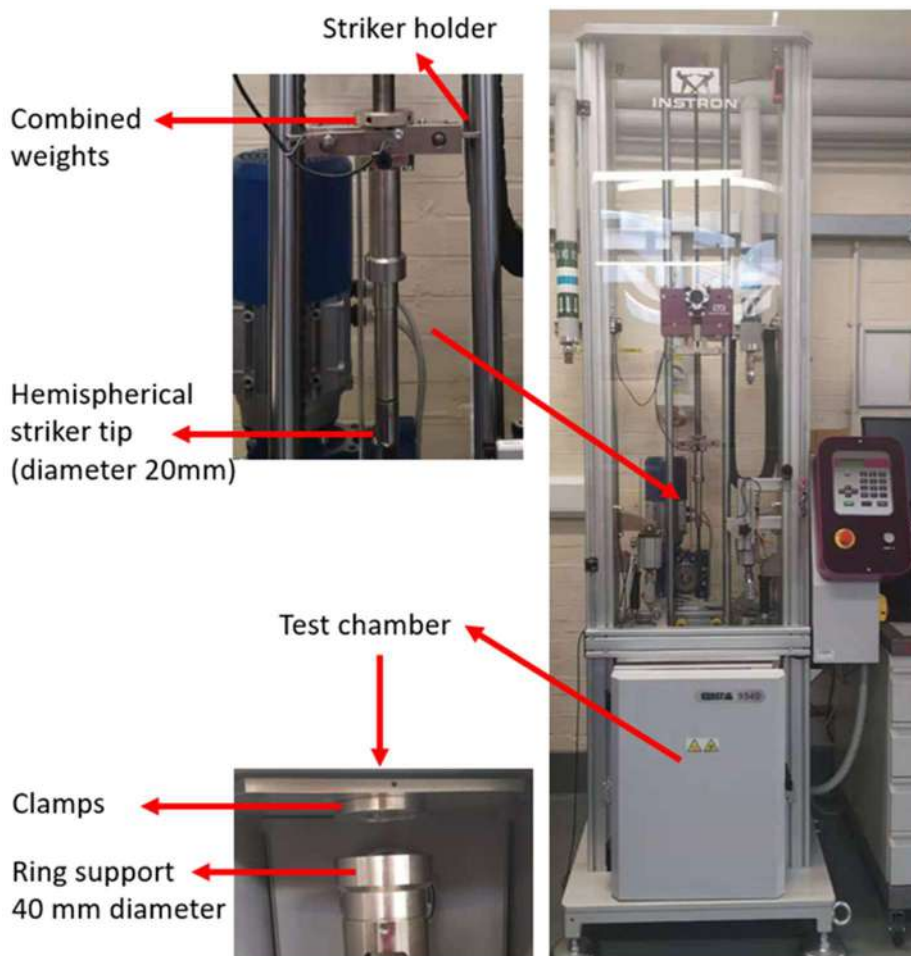 Striker holder
Combined
weights
INSTRON
Hemispherical
striker tip
(diameter 20mm)
Test chamber
Clamps
Ring support
40 mm diameter